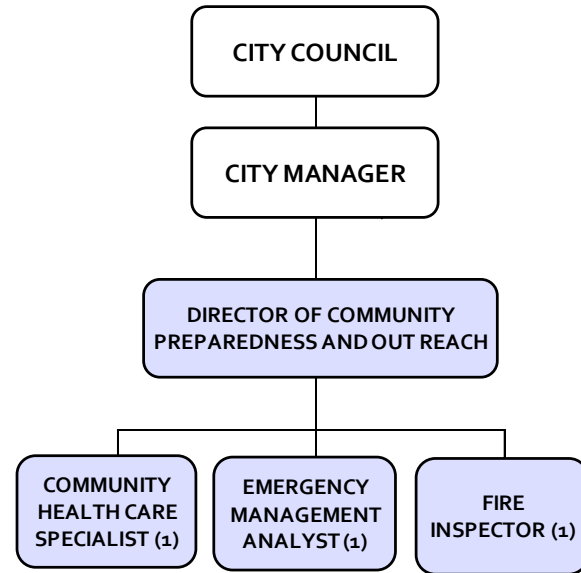 CITY COUNCIL
CITY MANAGER
DIRECTOR OF COMMUNITY
PREPAREDNESS AND OUT REACH
COMMUNITY
HEALTH CARE
SPECIALIST (1)
EMERGENCY
MANAGEMENT
ANALYST (1)
FIRE
INSPECTOR (1)